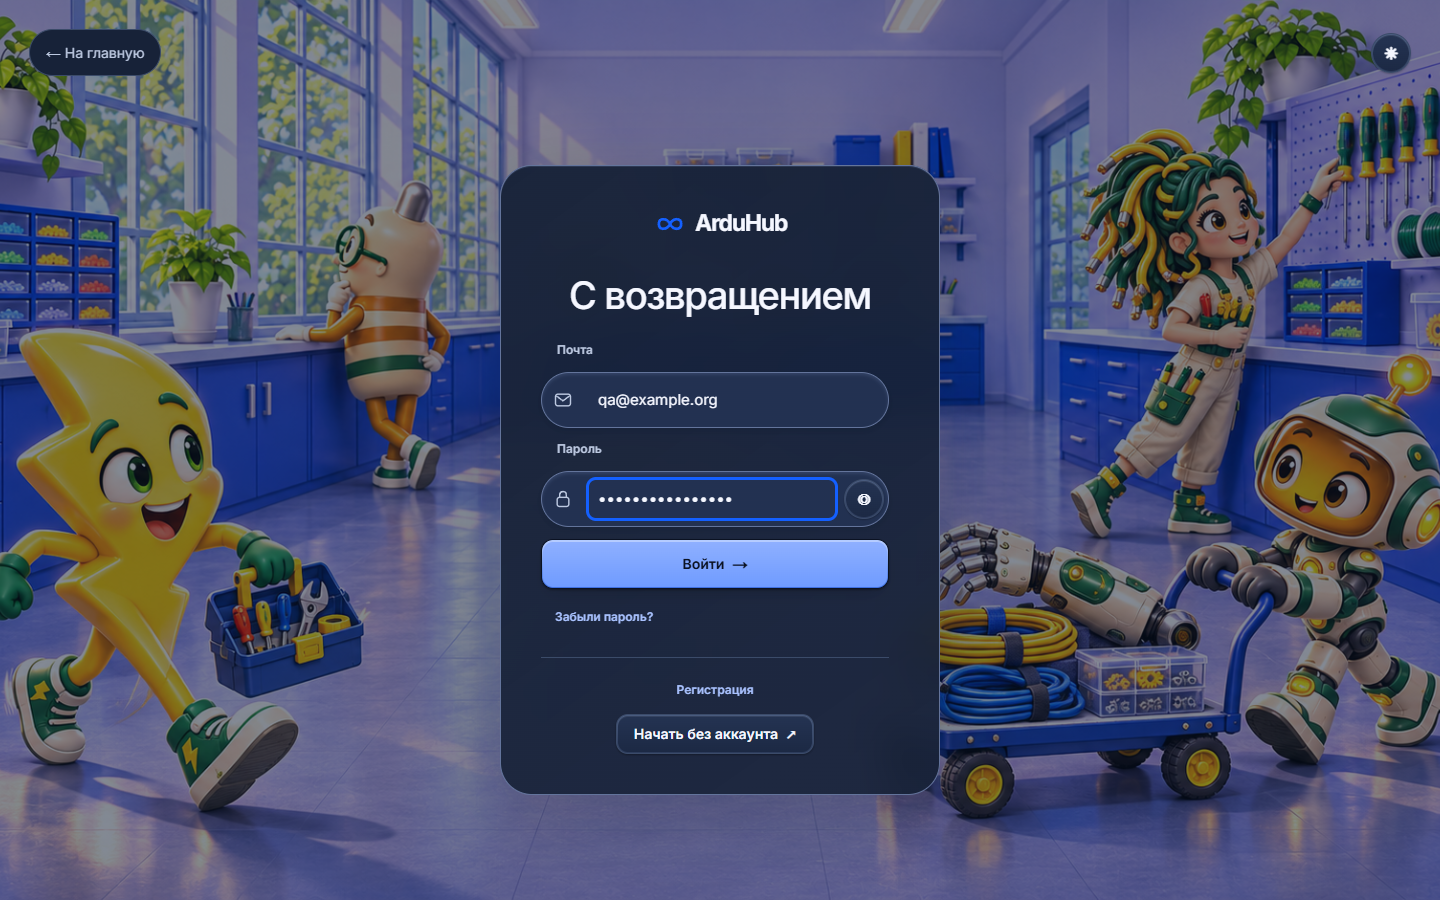 ← На главную
ArduHub
С возвращением
Почта
qa@example.org
Пароль
••••••••••••••••
Войти →
Забыли пароль?
Регистрация
Начать без аккаунта ↗